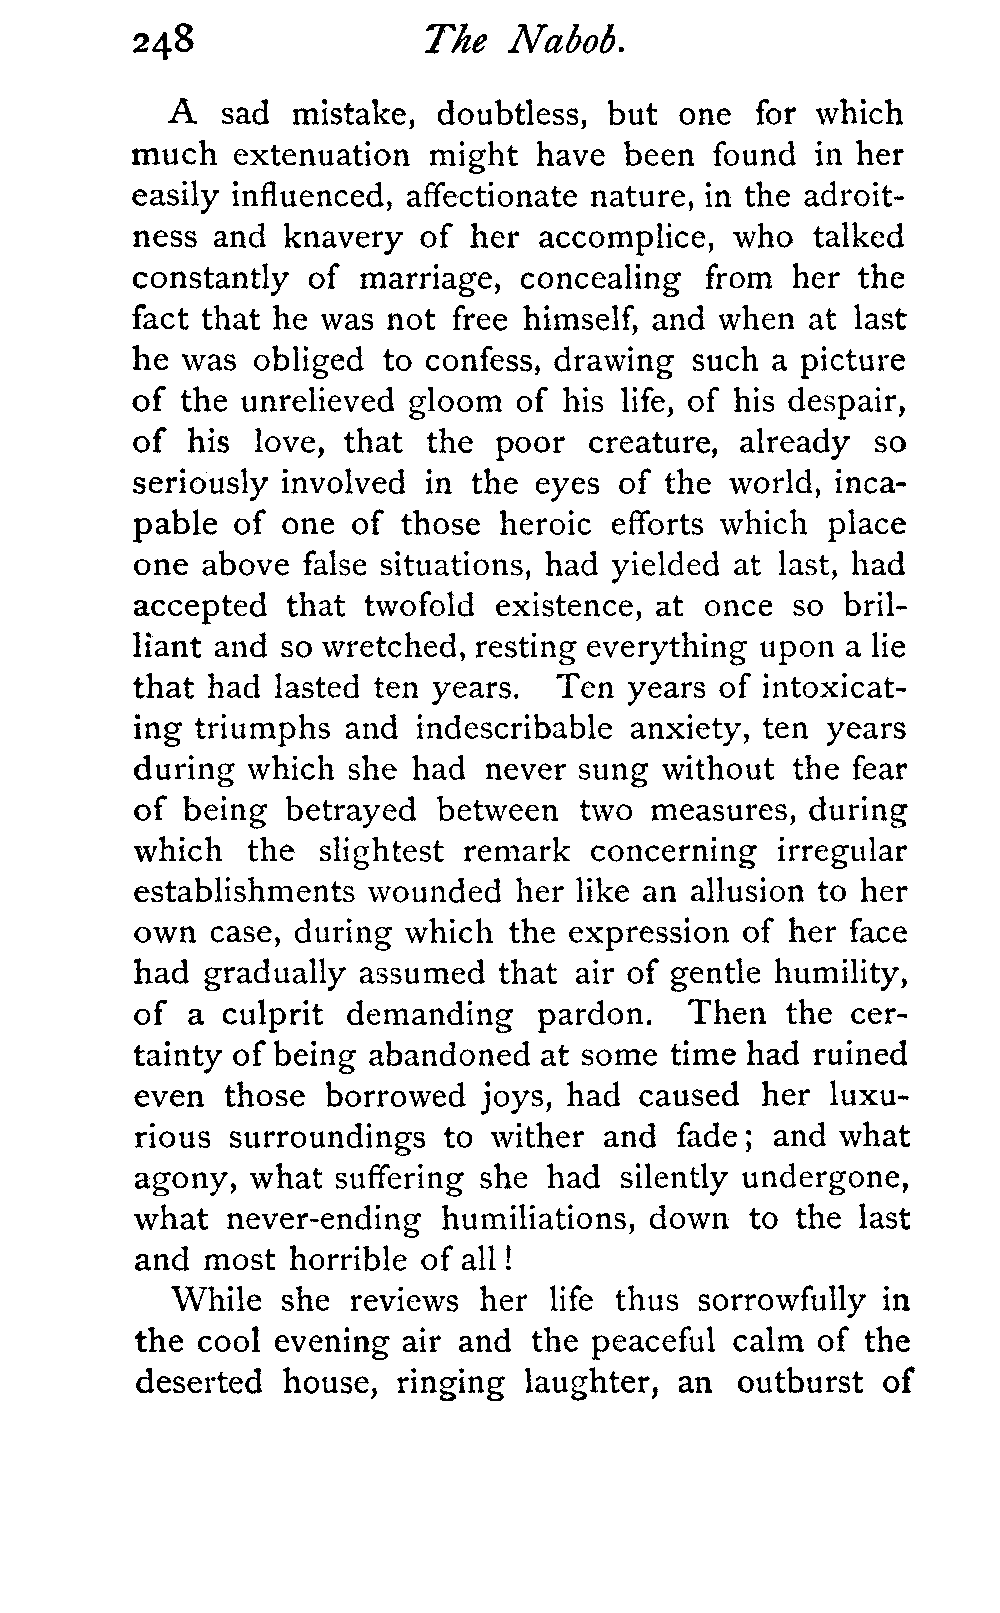 248 The Nabob.
A sad mistake, doubtless, but one for which
much extenuation might have been found in her
easily influenced, affectionate nature, in the adroit-
ness and knavery of her accomplice, who talked
constantly of marriage, concealing from her the
fact that he was not free himself, and when at last
he was obliged to confess, drawing such a picture
of the unrelieved gloom of his life, of his despair,
of his love, that the poor creature, already so
seriously involved in the eyes of the world, inca-
pable of one of those heroic efforts which place
one above false situations, had yielded at last, had
accepted that twofold existence, at once so bril-
liant and so wretched, resting everything upon a lie
that had lasted ten years. Ten years of intoxicat-
ing triumphs and indescribable anxiety, ten years
during which she had never sung without the fear
of being betrayed between two measures, during
which the slightest remark concerning irregular
establishments wounded her like an allusion to her
own case, during which the expression of her face
had gradually assumed that air of gentle humility,
of a culprit demanding pardon. Then the cer-
tainty of being abandoned at some time had ruined
even those borrowed joys, had caused her luxu-
rious surroundings to wither and fade; and what
agony, what suffering she had silently undergone,
what never-ending humiliations, down to the last
and most horrible of all!
While she reviews her life thus sorrowfully in
the cool evening air and the peaceful calm of the
deserted house, ringing laughter, an outburst of